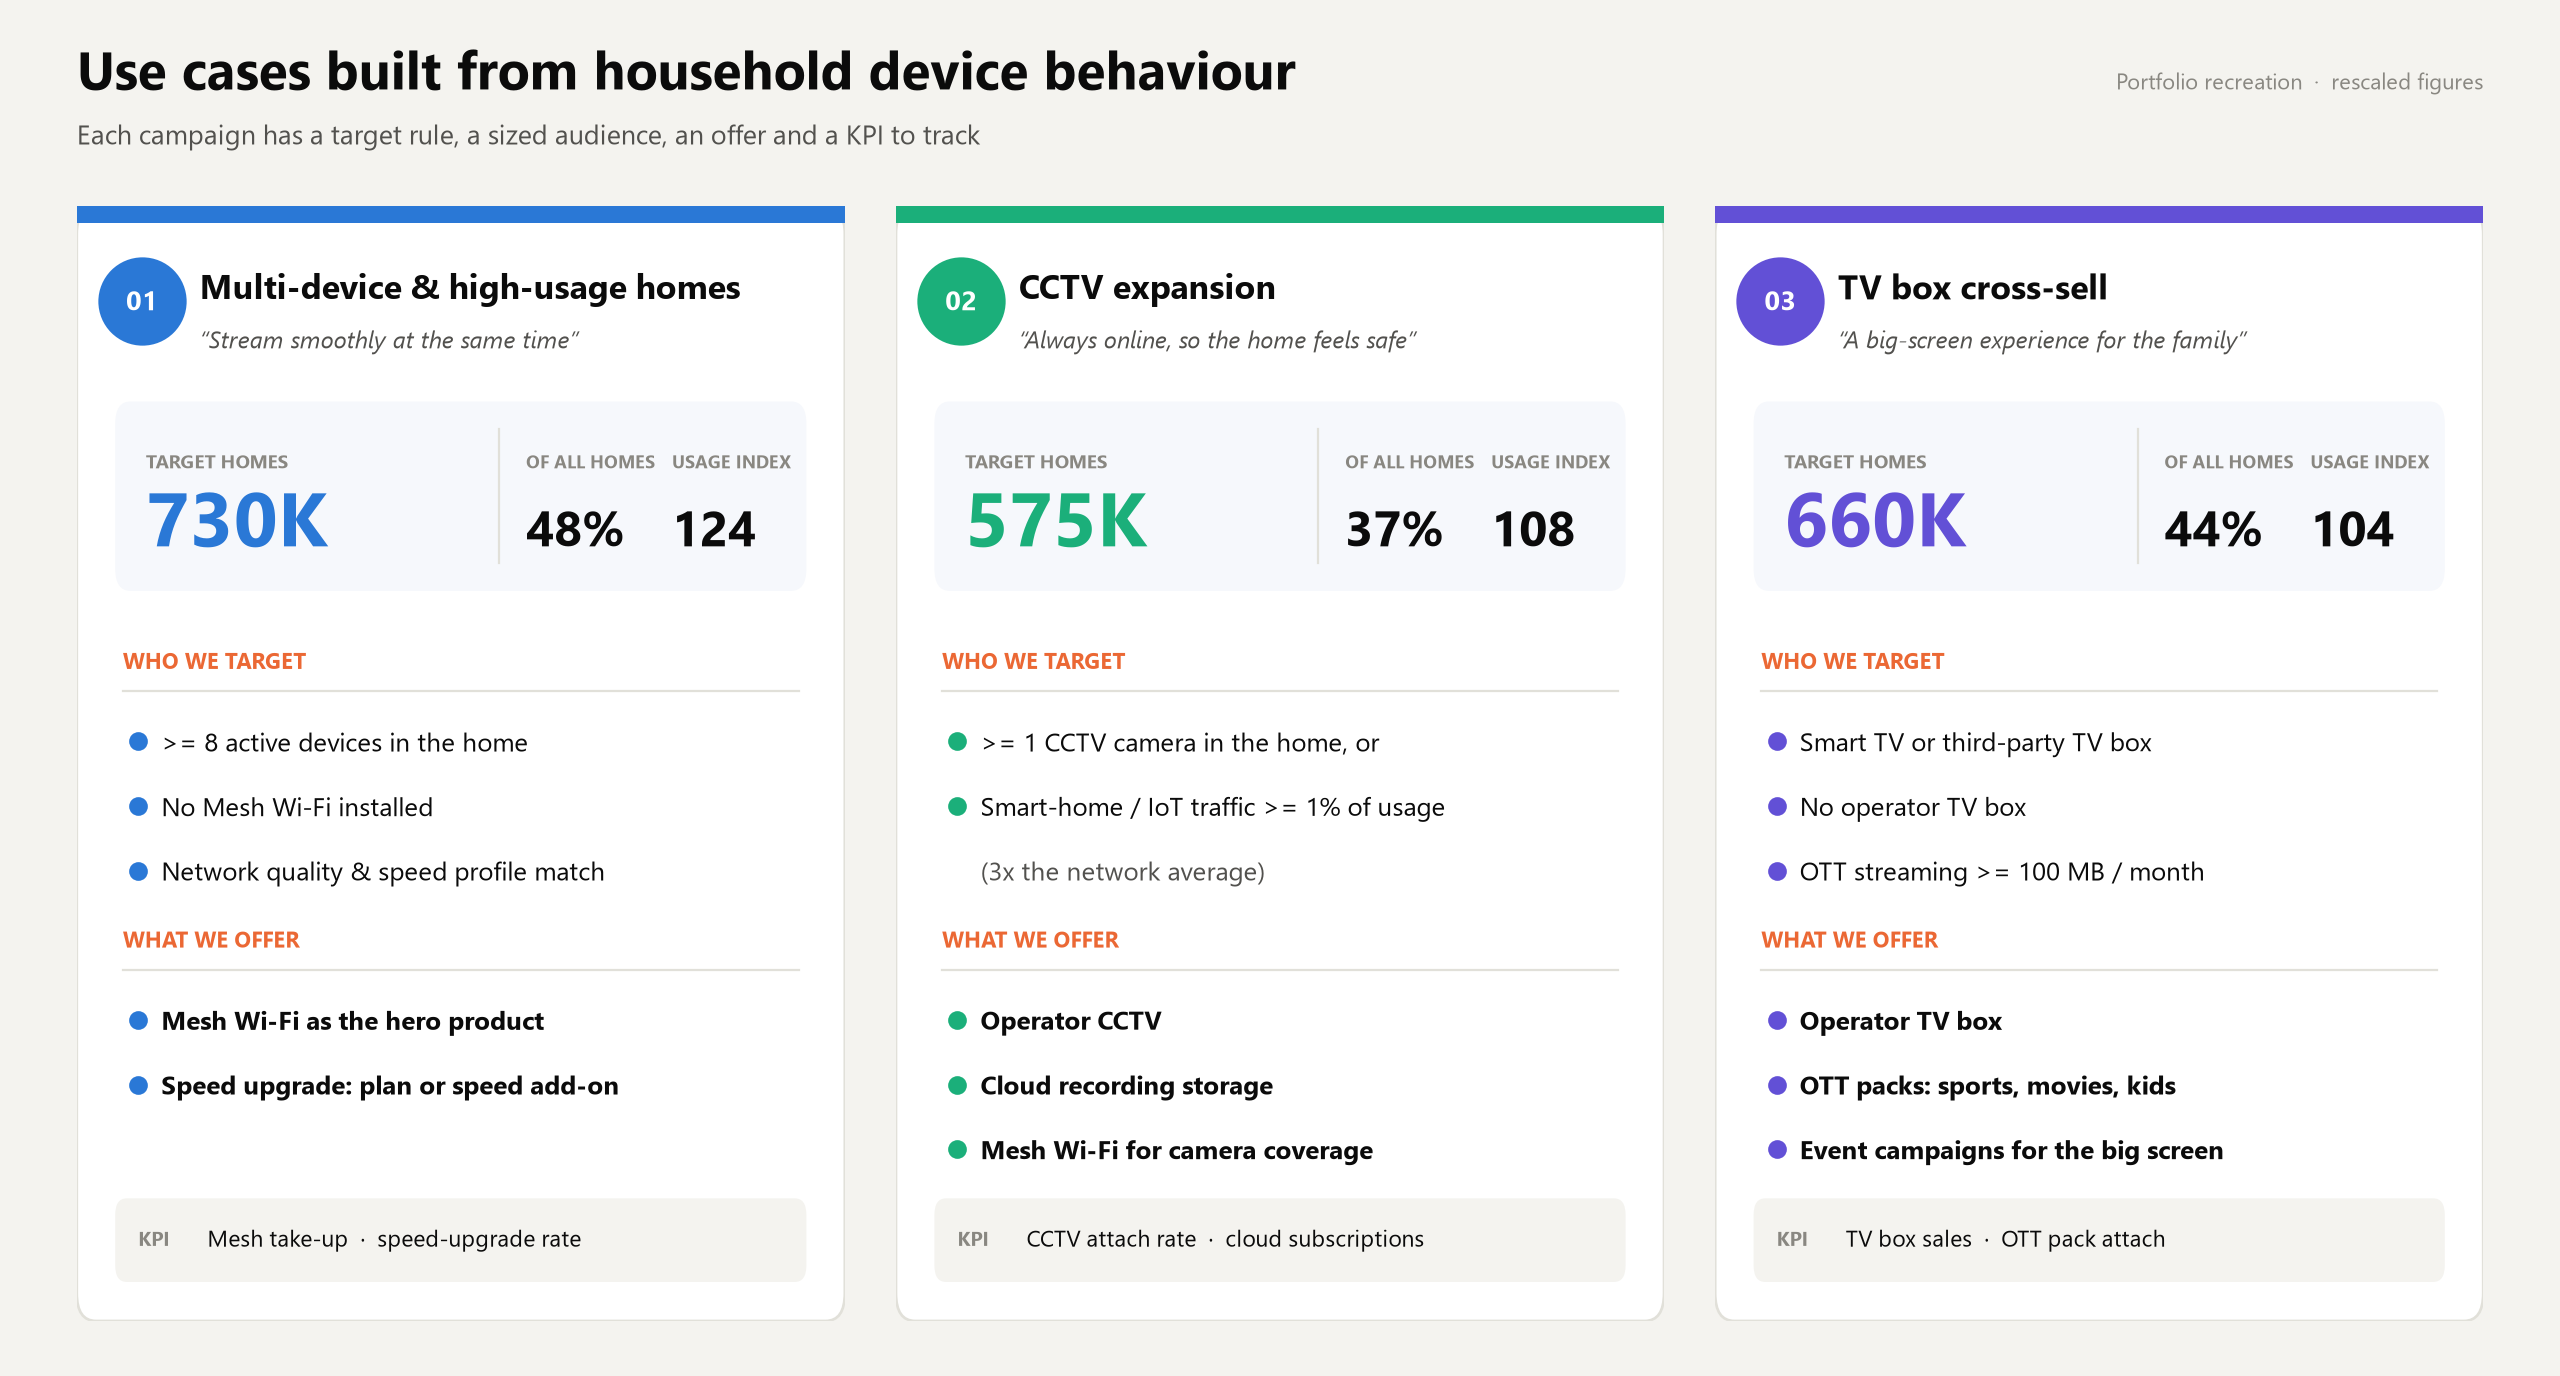 Use cases built from household device behaviour
Portfolio recreation · rescaled figures
Each campaign has a target rule, a sized audience, an offer and a KPI to track
01
Multi-device & high-usage homes
“Stream smoothly at the same time”
TARGET HOMES
OF ALL HOMES
USAGE INDEX
730K
48%
124
WHO WE TARGET
>= 8 active devices in the home
No Mesh Wi-Fi installed
Network quality & speed profile match
WHAT WE OFFER
Mesh Wi-Fi as the hero product
Speed upgrade: plan or speed add-on
KPI
Mesh take-up · speed-upgrade rate
02
CCTV expansion
“Always online, so the home feels safe”
TARGET HOMES
OF ALL HOMES
USAGE INDEX
575K
37%
108
WHO WE TARGET
>= 1 CCTV camera in the home, or
Smart-home / IoT traffic >= 1% of usage
(3x the network average)
WHAT WE OFFER
Operator CCTV
Cloud recording storage
Mesh Wi-Fi for camera coverage
KPI
CCTV attach rate · cloud subscriptions
03
TV box cross-sell
“A big-screen experience for the family”
TARGET HOMES
OF ALL HOMES
USAGE INDEX
660K
44%
104
WHO WE TARGET
Smart TV or third-party TV box
No operator TV box
OTT streaming >= 100 MB / month
WHAT WE OFFER
Operator TV box
OTT packs: sports, movies, kids
Event campaigns for the big screen
KPI
TV box sales · OTT pack attach